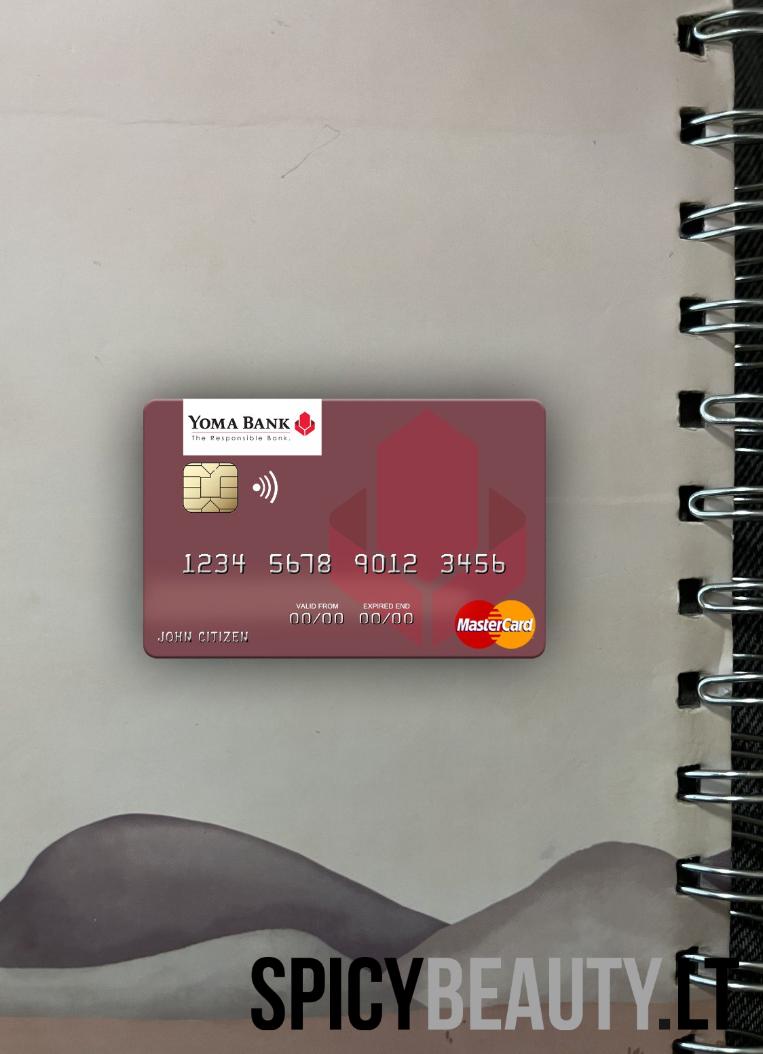 YOMA BANK
The Responsible Bank.
1234 5678 9012 3456
VALID FROM EXPIRED END
00/00 00/00
JOHN CITIZEN
MasterCard
SPICYBEAUTY.LT